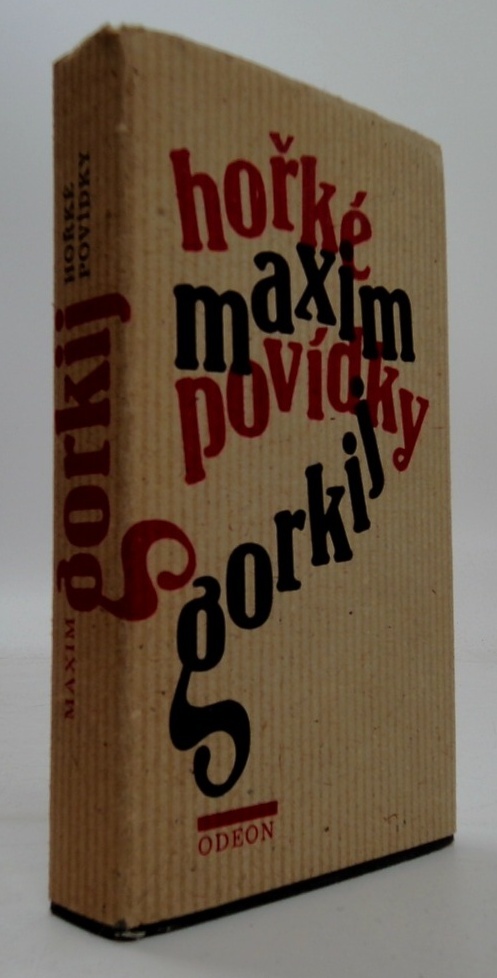 hořké
maxim
povídky
gorkij
ODEON
MAXIM
gorkij
HOŘKÉ
POVÍDKY